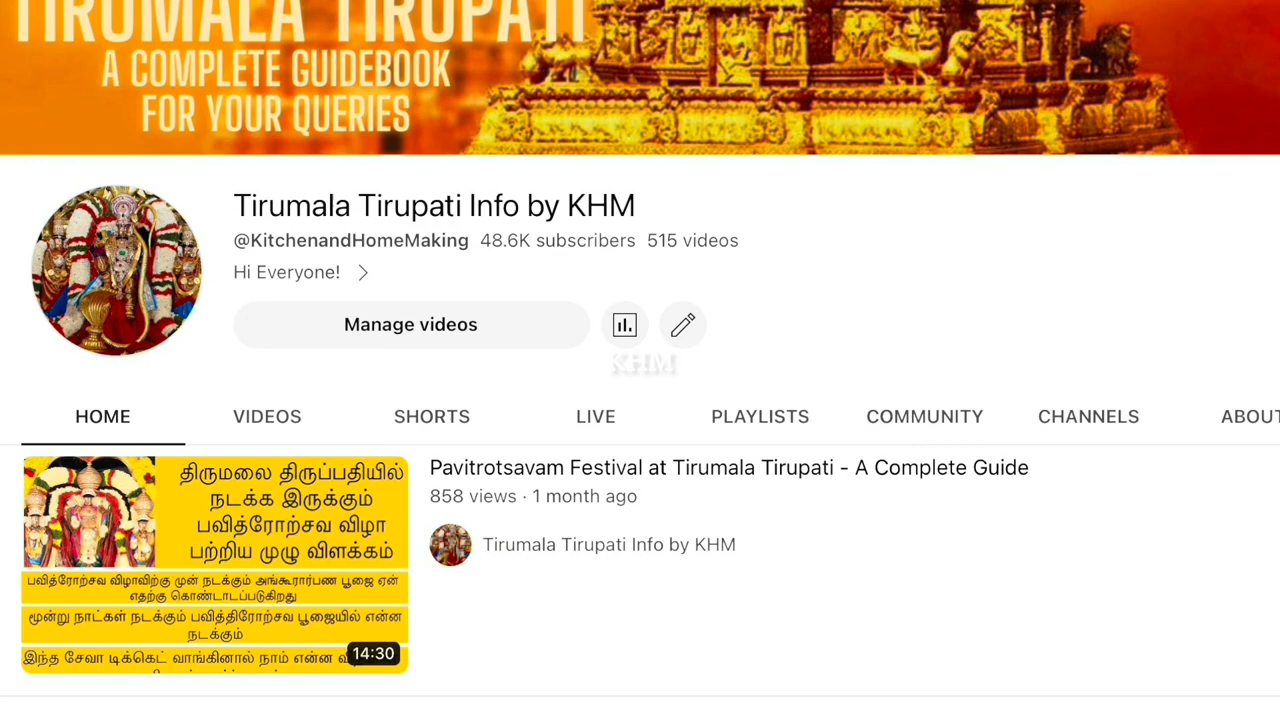 TIRUMALA TIRUPATI
A COMPLETE GUIDEBOOK
FOR YOUR QUERIES
Tirumala Tirupati Info by KHM
@KitchenandHomeMaking 48.6K subscribers 515 videos
Hi Everyone!
Manage videos
KHM
HOME VIDEOS SHORTS LIVE PLAYLISTS COMMUNITY CHANNELS ABOUT
திருமலை திருப்பதியில்
நடக்க இருக்கும்
பவித்ரோற்சவ விழா
பற்றிய முழு விளக்கம்
பவித்ரோற்சவ விழாவிற்கு முன் நடக்கும் அங்கூரார்பண பூஜை ஏன்
எதற்கு கொண்டாடப்படுகிறது
மூன்று நாட்கள் நடக்கும் பவித்திரோற்சவ பூஜையில் என்ன
நடக்கும்
இந்த சேவா டிக்கெட் வாங்கினால் நாம் என்ன
14:30
Pavitrotsavam Festival at Tirumala Tirupati - A Complete Guide
858 views · 1 month ago
Tirumala Tirupati Info by KHM